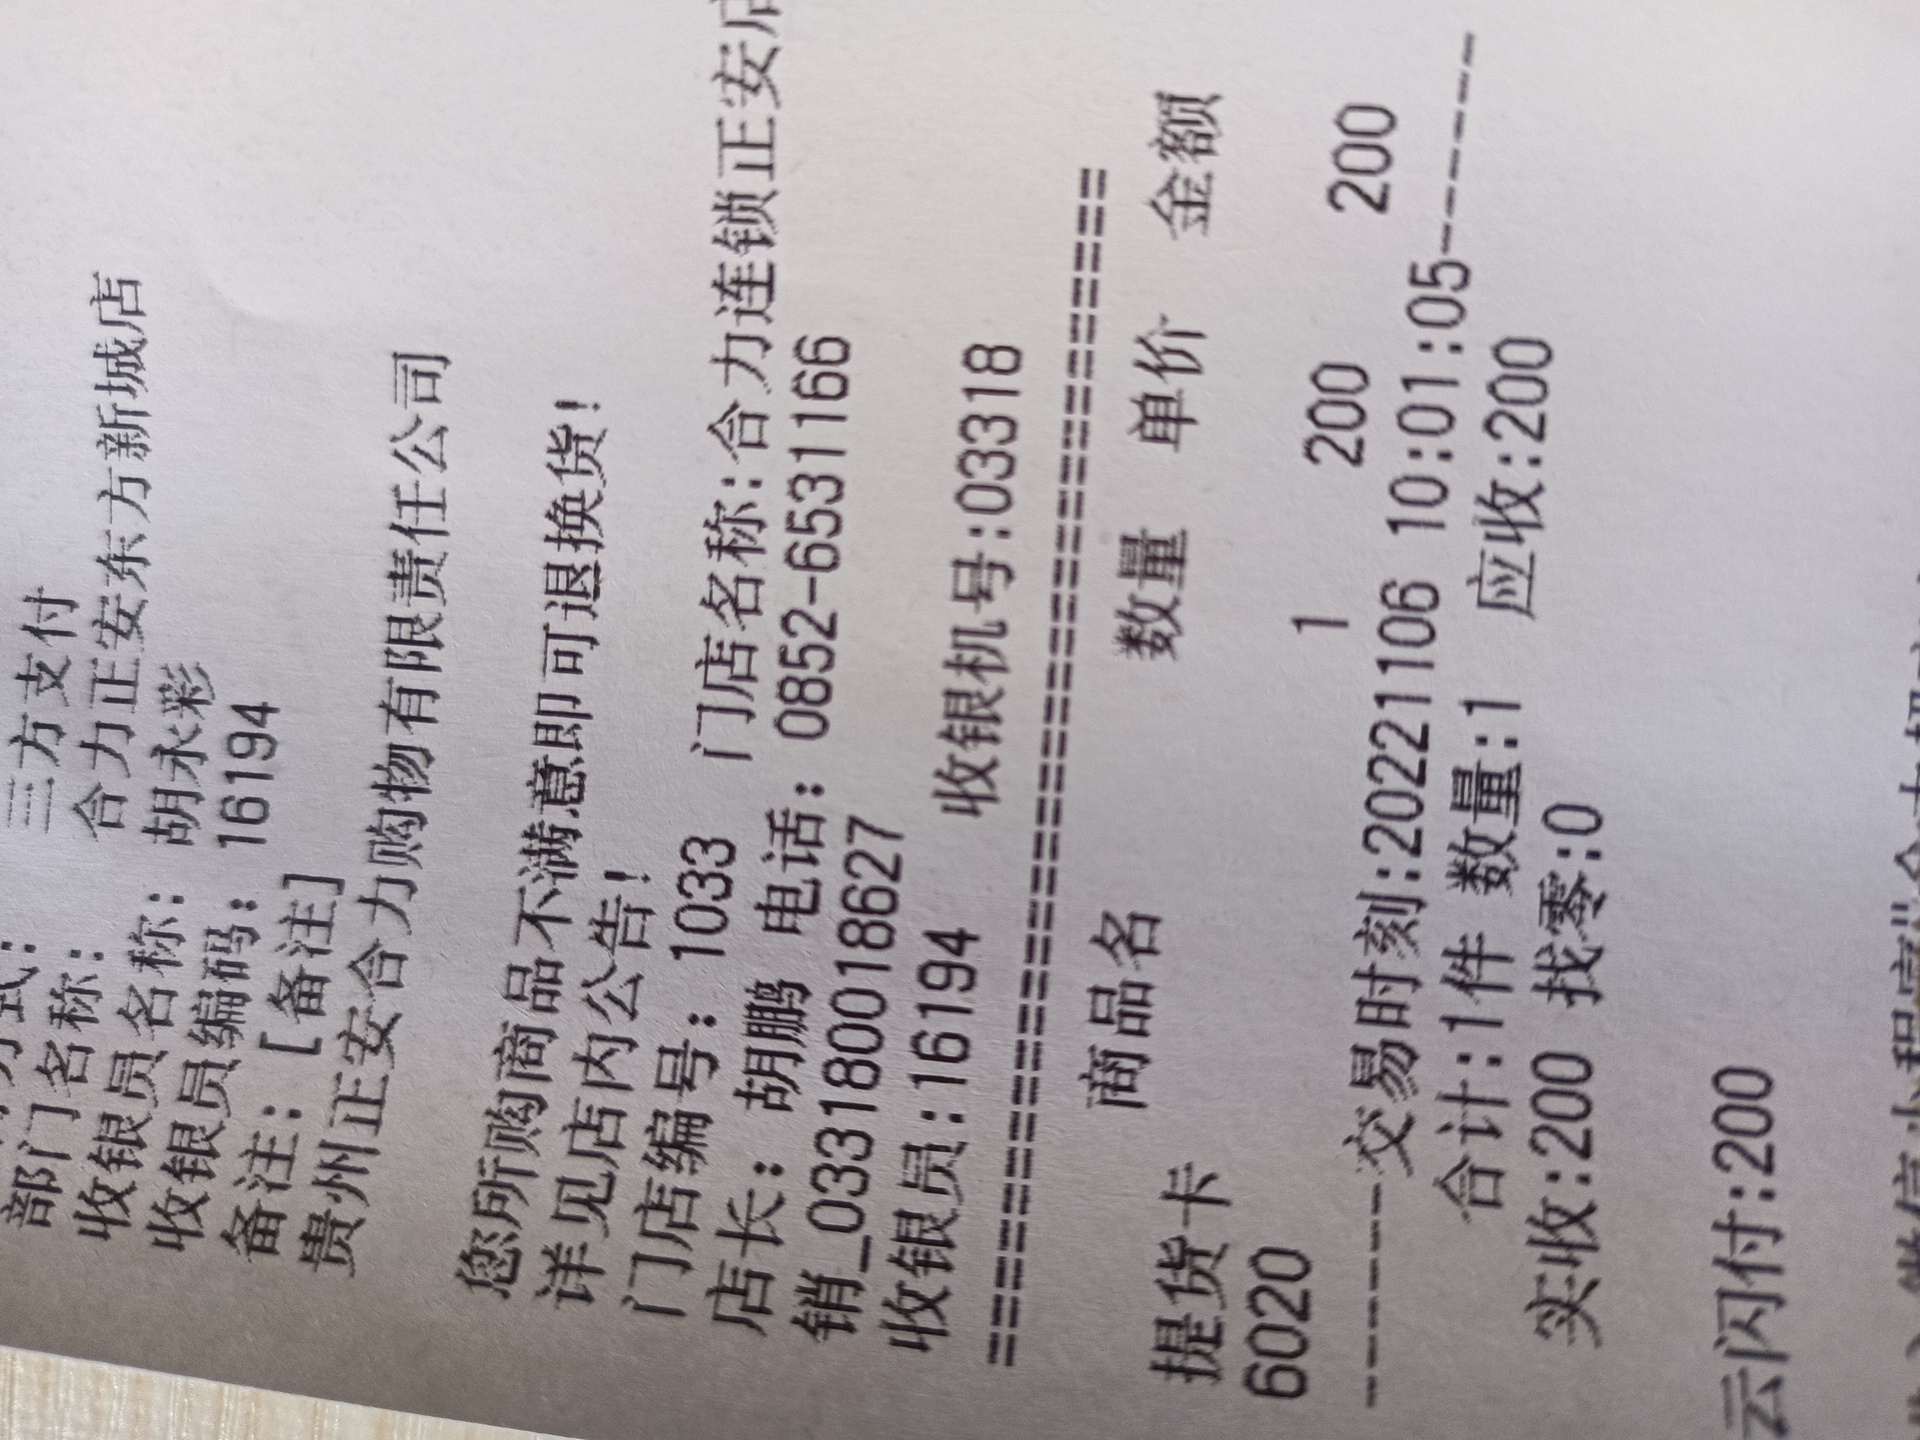 三方支付
部门名称: 合力正安东方新城店
收银员名称: 胡永彩
收银员编码: 16194
备注: [备注]
贵州正安合力购物有限责任公司
您所购商品不满意即可退换货!
详见店内公告!
门店编号: 1033 门店名称:合力连锁正安店
店长: 胡鹏 电话: 0852-6531166
销_0331800018627
收银员:16194 收银机号:03318
================================
商品名 数量 单价 金额
提货卡
6020 1 200 200
--------交易时刻:20221106 10:01:05--------
合计:1件 数量:1 应收:200
实收:200 找零:0
云闪付:200